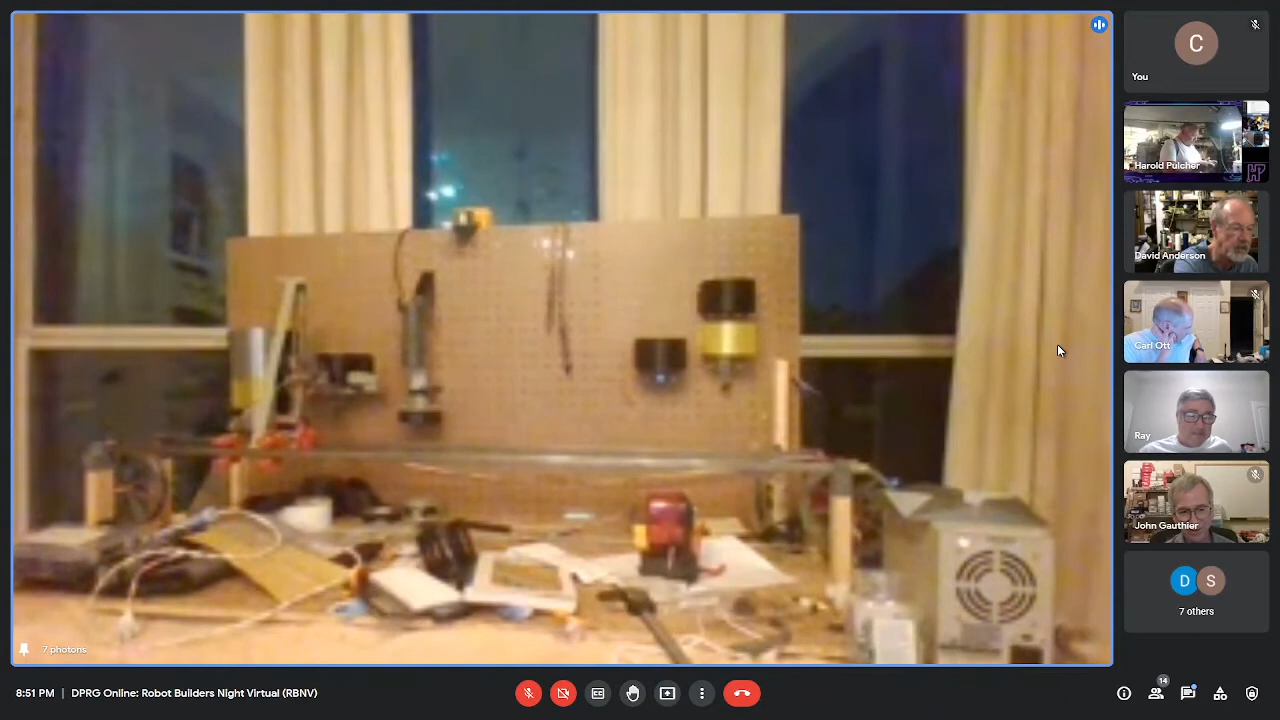 C
You
Harold Pulcher
David Anderson
Carl Ott
Ray
John Gauthier
D S
7 others
7 photons
8:51 PM | DPRG Online: Robot Builders Night Virtual (RBNV)
14